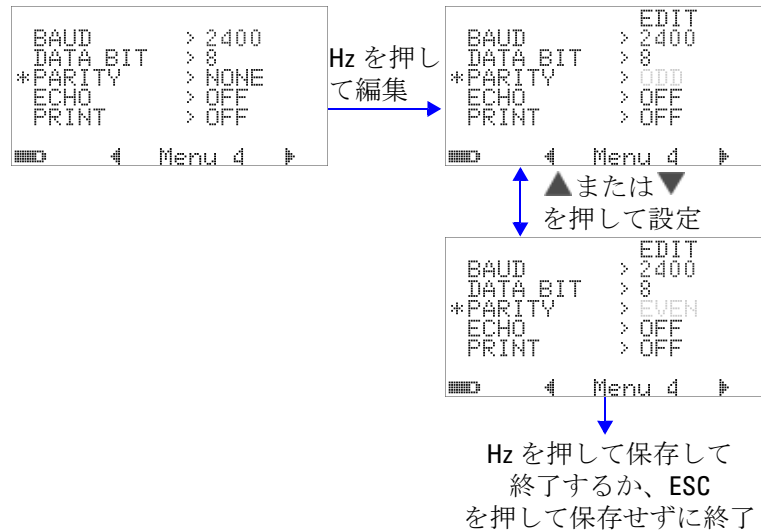 BAUD > 2400
DATA BIT > 8
*PARITY > NONE
ECHO > OFF
PRINT > OFF
Menu 4
Hz を押し
て編集
EDIT
BAUD > 2400
DATA BIT > 8
*PARITY > ODD
ECHO > OFF
PRINT > OFF
Menu 4
▲または▼
を押して設定
EDIT
BAUD > 2400
DATA BIT > 8
*PARITY > EVEN
ECHO > OFF
PRINT > OFF
Menu 4
Hz を押して保存して
終了するか、ESC
を押して保存せずに終了